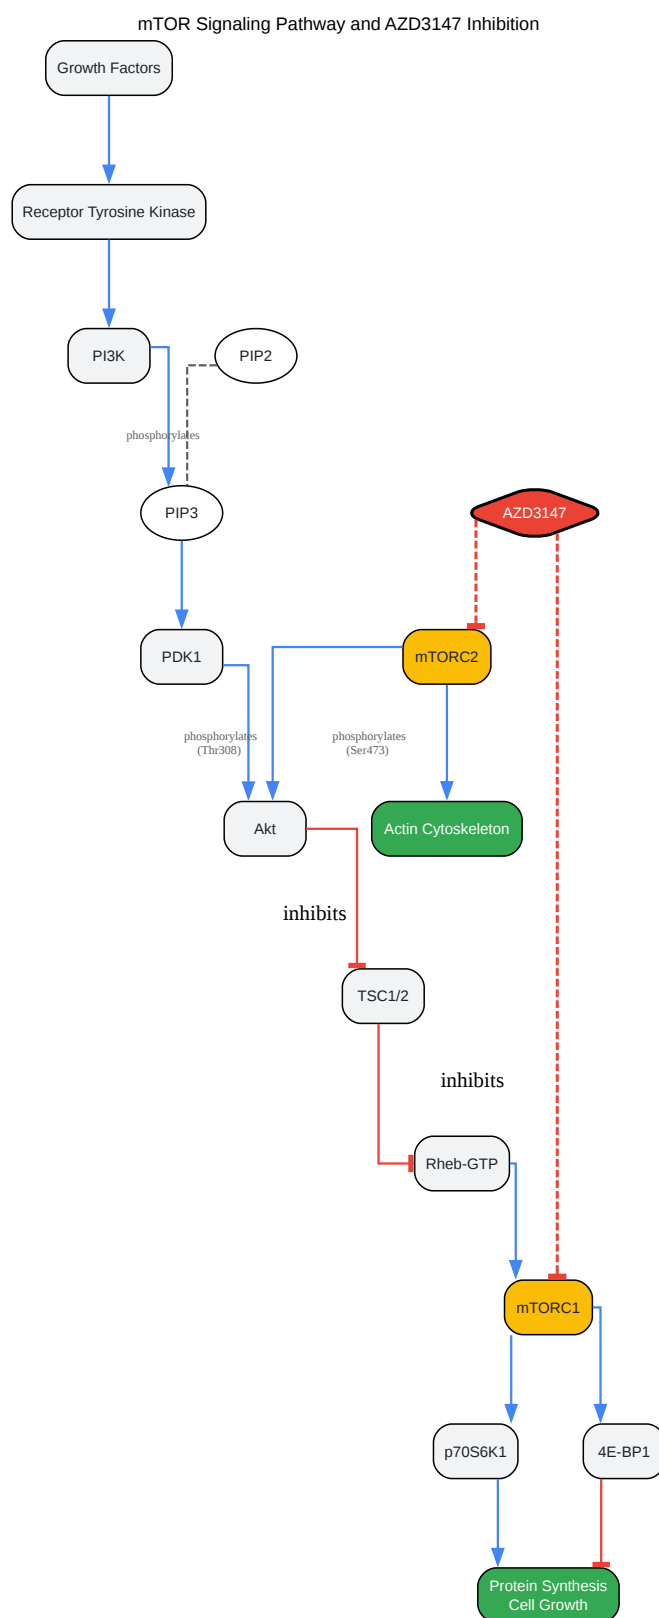 mTOR Signaling Pathway and AZD3147 Inhibition
Growth Factors
Receptor Tyrosine Kinase
PI3K
PIP2
phosphorylates
PIP3
AZD3147
PDK1
mTORC2
phosphorylates
(Thr308)
phosphorylates
(Ser473)
Akt
Actin Cytoskeleton
inhibits
TSC1/2
inhibits
Rheb-GTP
mTORC1
p70S6K1
4E-BP1
Protein Synthesis
Cell Growth